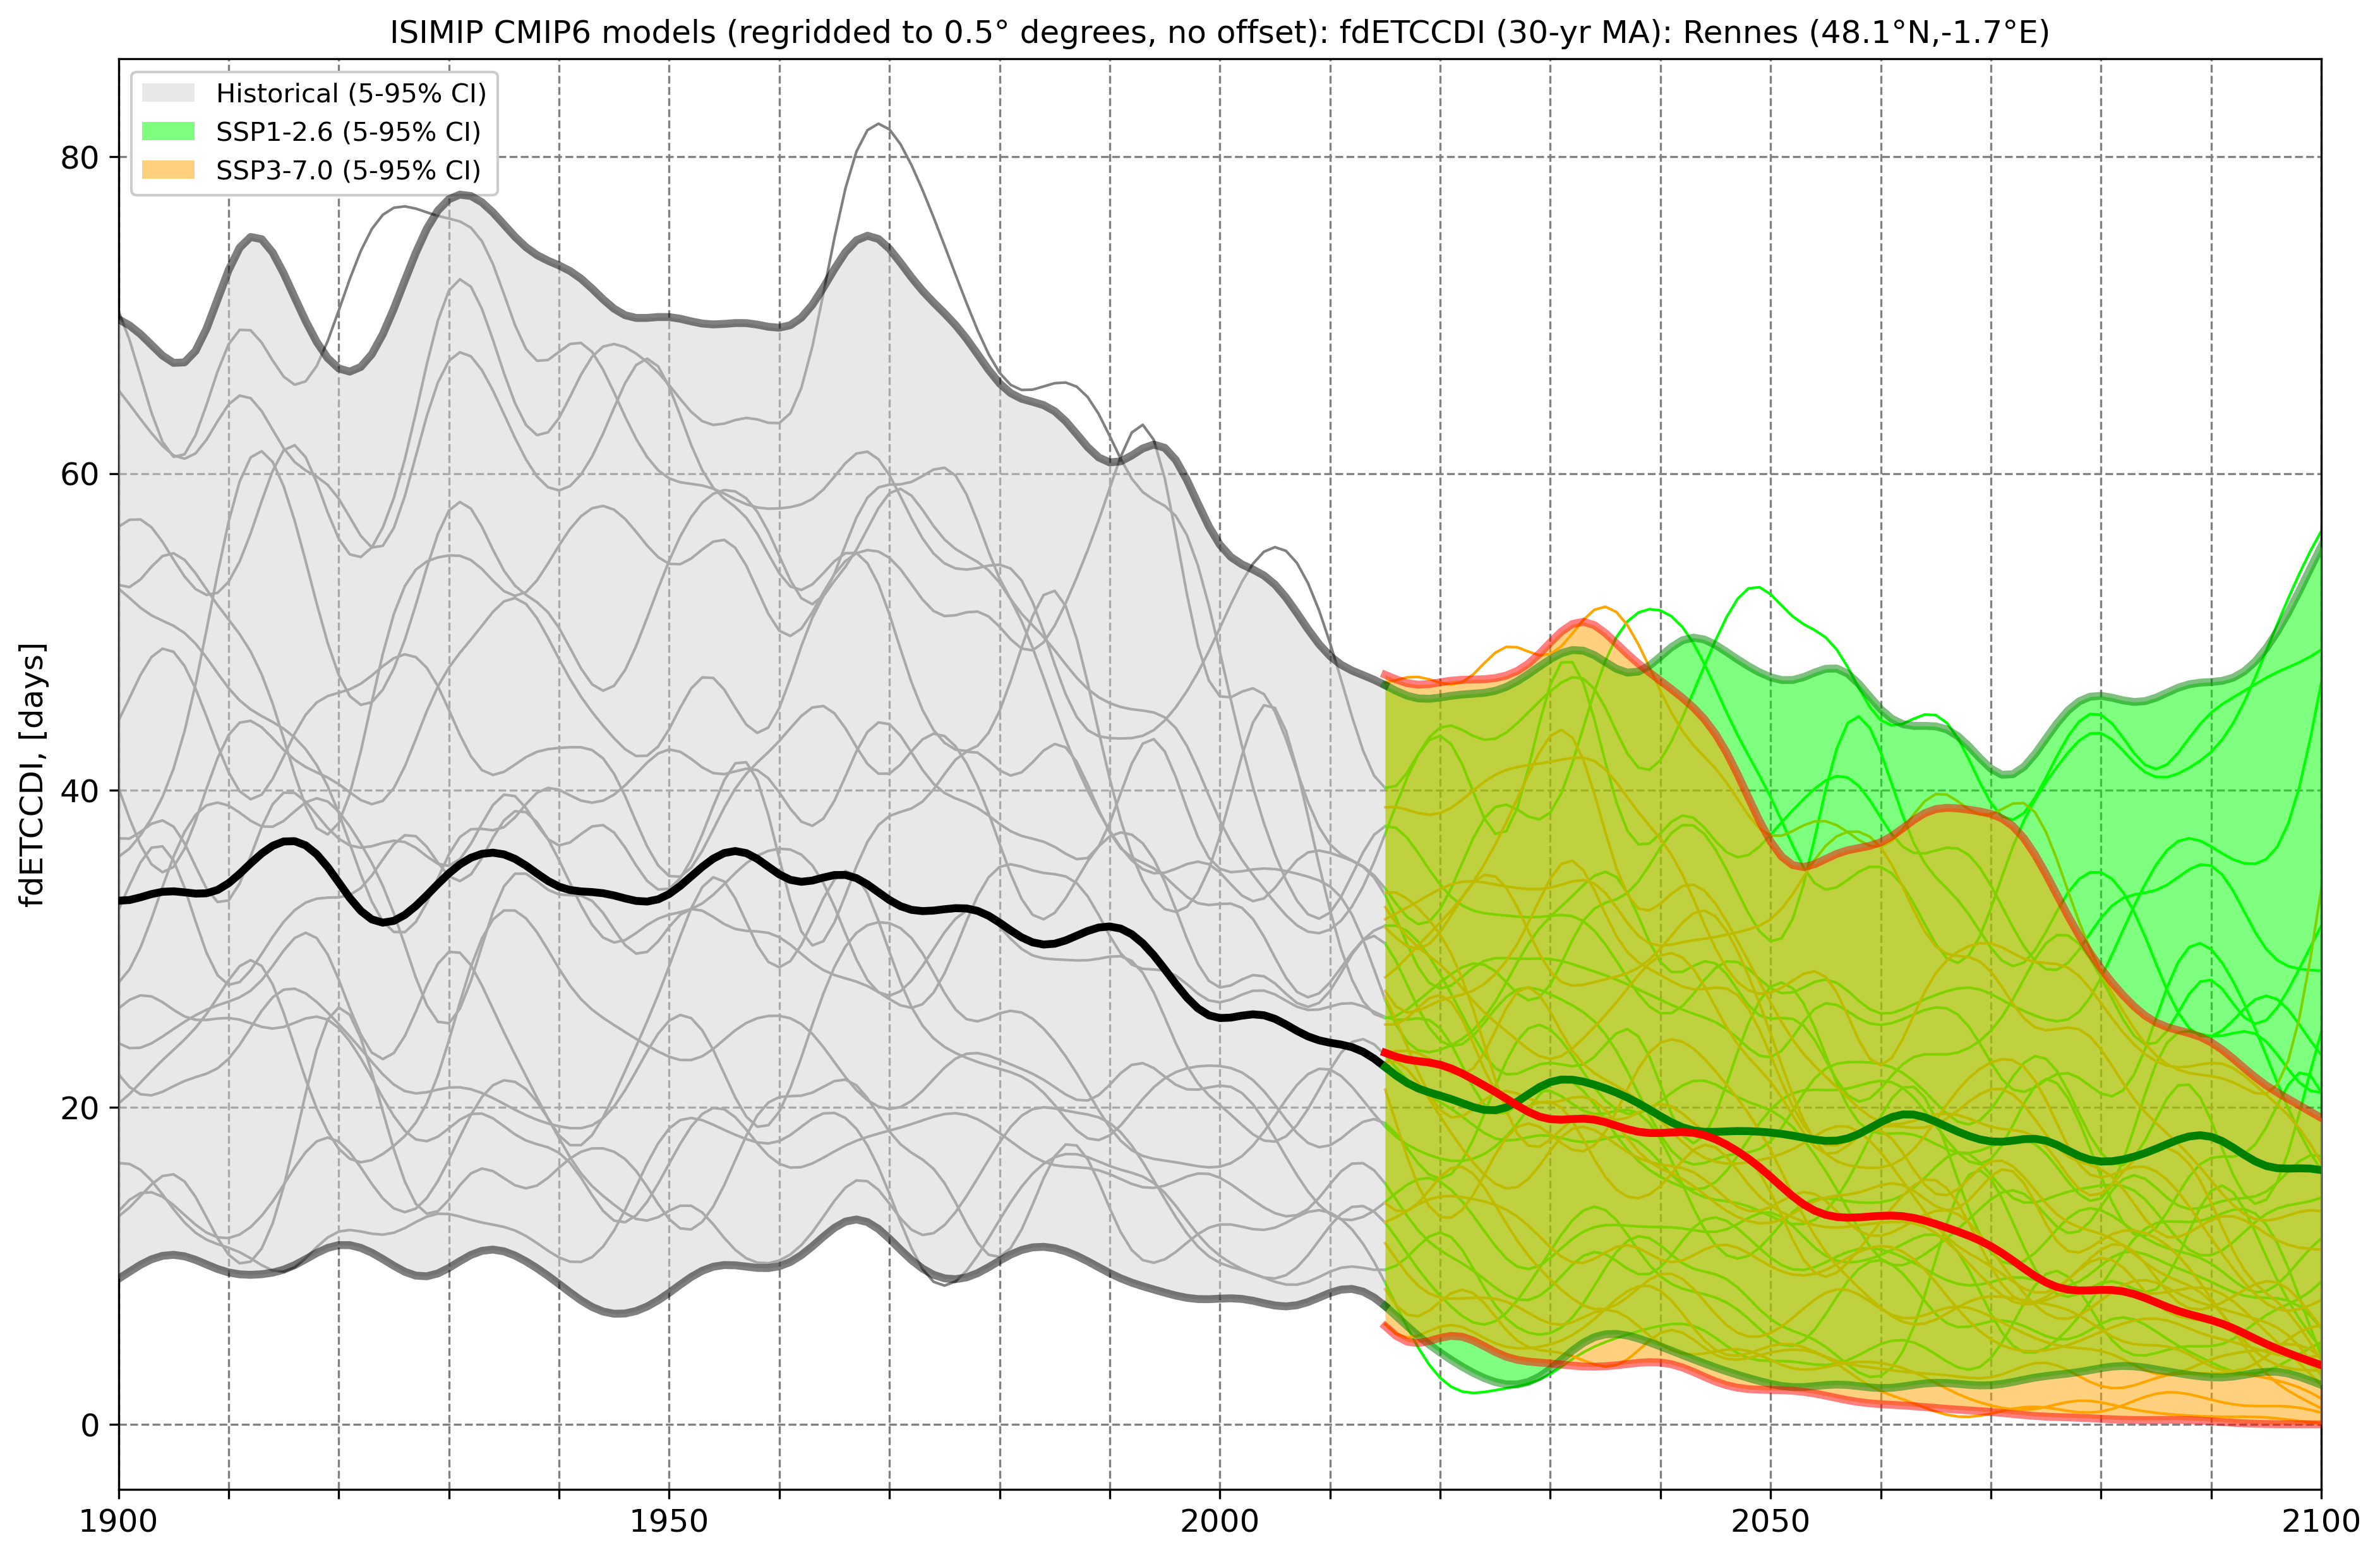 ISIMIP CMIP6 models (regridded to 0.5° degrees, no offset): fdETCCDI (30-yr MA): Rennes (48.1°N,-1.7°E)
Historical (5-95% CI)
SSP1-2.6 (5-95% CI)
SSP3-7.0 (5-95% CI)
fdETCCDI, [days]
80
60
40
20
0
1900
1950
2000
2050
2100